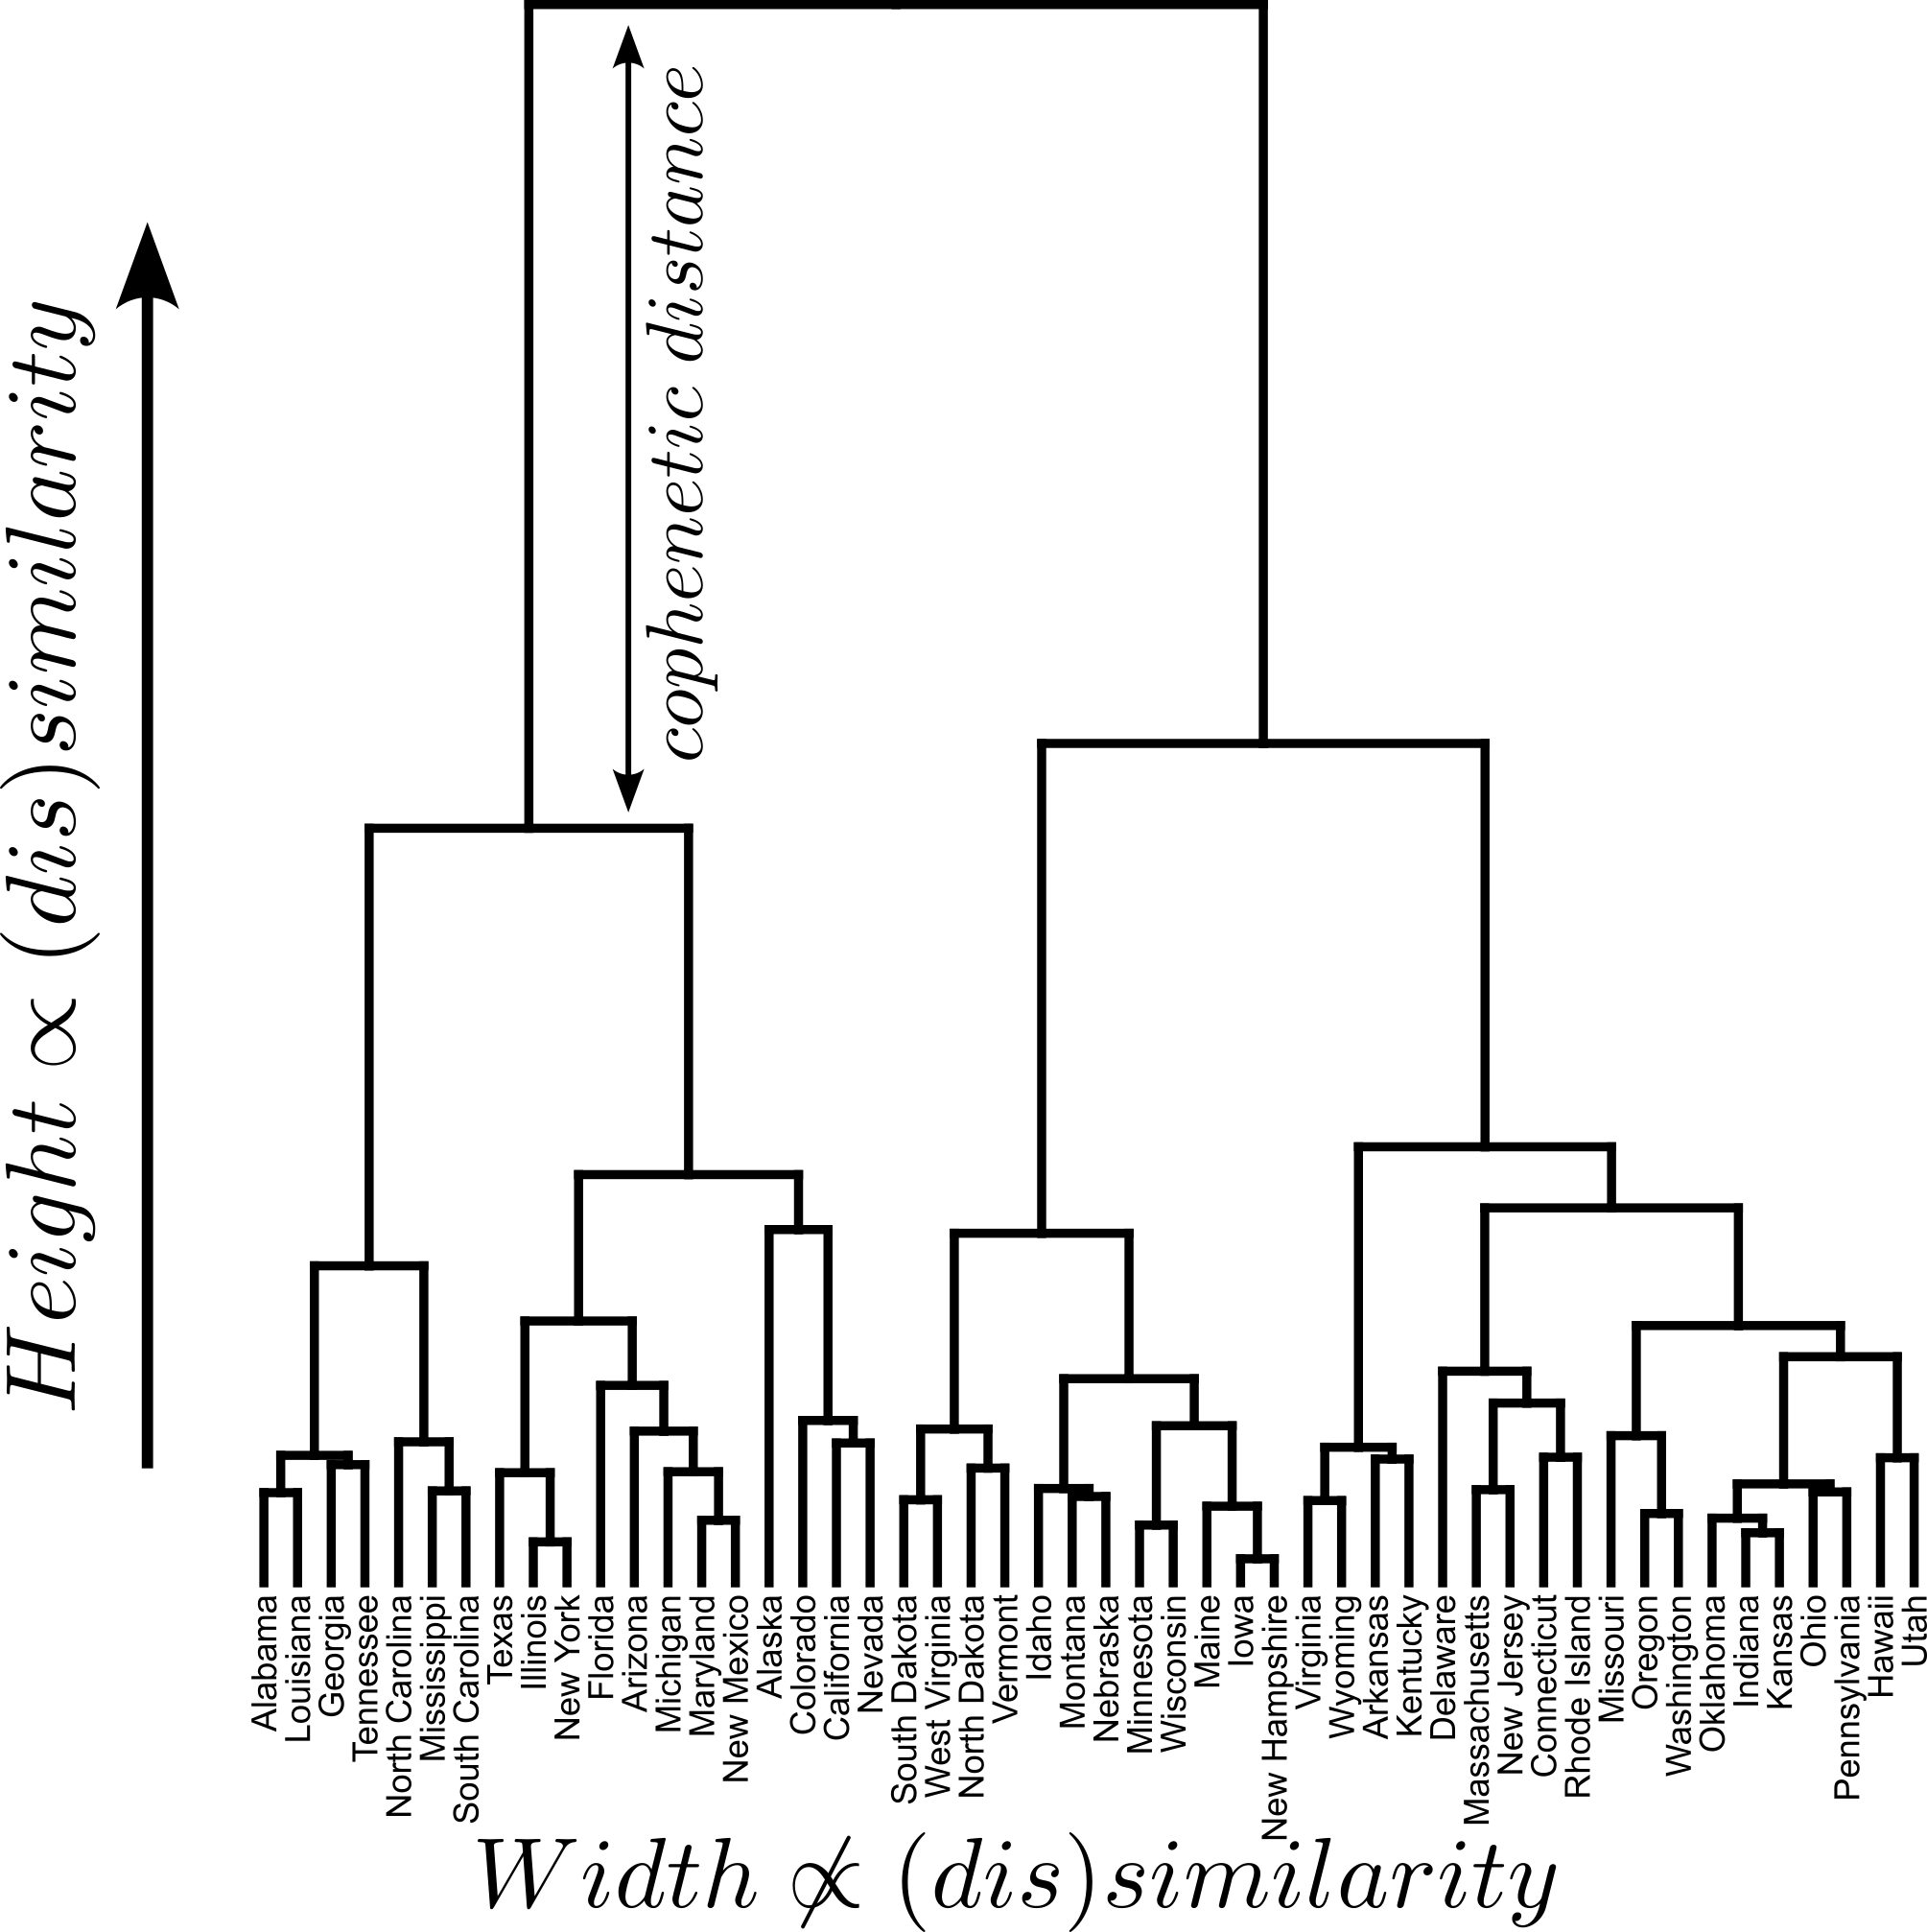 cophenetic distance
Height ∝ (dis)similarity
Alabama
Louisiana
Georgia
Tennessee
North Carolina
Mississippi
South Carolina
Texas
Illinois
New York
Florida
Arizona
Michigan
Maryland
New Mexico
Alaska
Colorado
California
Nevada
South Dakota
West Virginia
North Dakota
Vermont
Idaho
Montana
Nebraska
Minnesota
Wisconsin
Maine
Iowa
New Hampshire
Virginia
Wyoming
Arkansas
Kentucky
Delaware
Massachusetts
New Jersey
Connecticut
Rhode Island
Missouri
Oregon
Washington
Oklahoma
Indiana
Kansas
Ohio
Pennsylvania
Hawaii
Utah
Width ∝̸ (dis)similarity